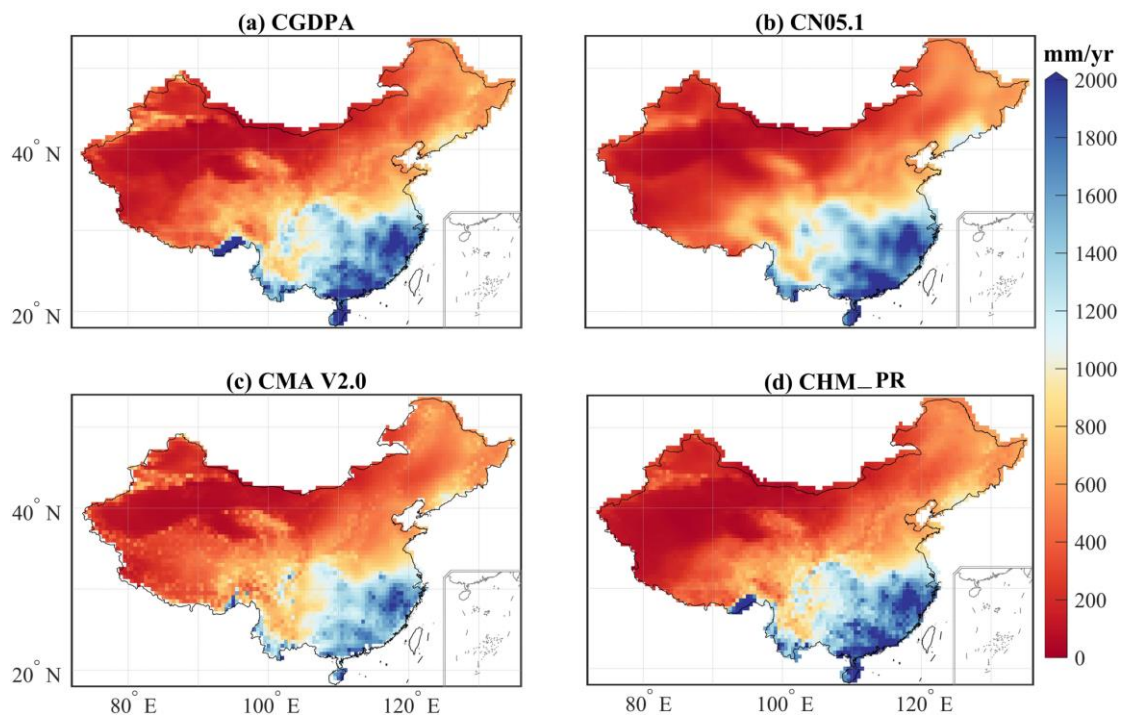 (a) CGDPA
(b) CN05.1
mm/yr
2000
1800
1600
1400
1200
1000
800
600
400
200
0
40° N
20° N
(c) CMA V2.0
(d) CHM_PR
40° N
20° N
80° E
100° E
120° E
80° E
100° E
120° E